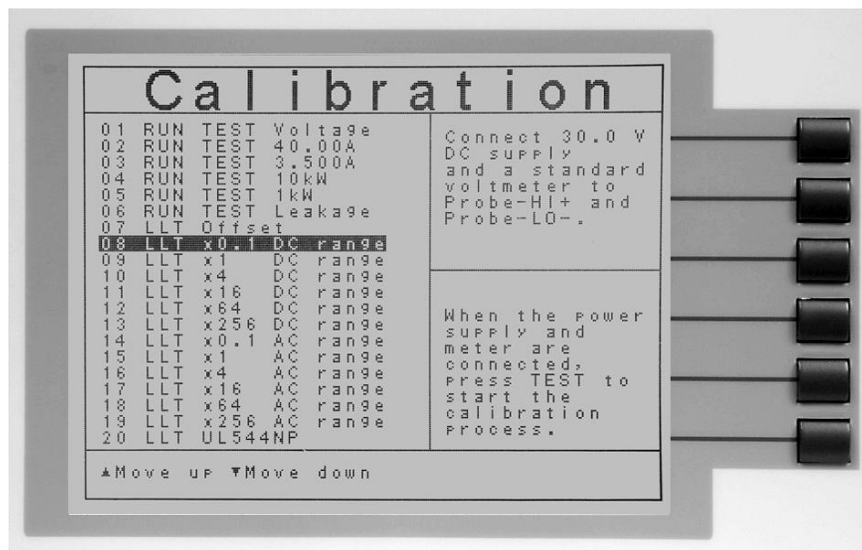 Calibration
01 RUN TEST Voltage
02 RUN TEST 40.00A
03 RUN TEST 3.500A
04 RUN TEST 10kW
05 RUN TEST 1kW
06 RUN TEST Leakage
07 LLT Offset
08 LLT x0.1 DC range
09 LLT x1 DC range
10 LLT x4 DC range
11 LLT x16 DC range
12 LLT x64 DC range
13 LLT x256 DC range
14 LLT x0.1 AC range
15 LLT x1 AC range
16 LLT x4 AC range
17 LLT x16 AC range
18 LLT x64 AC range
19 LLT x256 AC range
20 LLT UL544NP
Connect 30.0 V
DC supply
and a standard
voltmeter to
Probe-HI+ and
Probe-LO-.
When the power
supply and
meter are
connected,
press TEST to
start the
calibration
process.
▲Move up ▼Move down